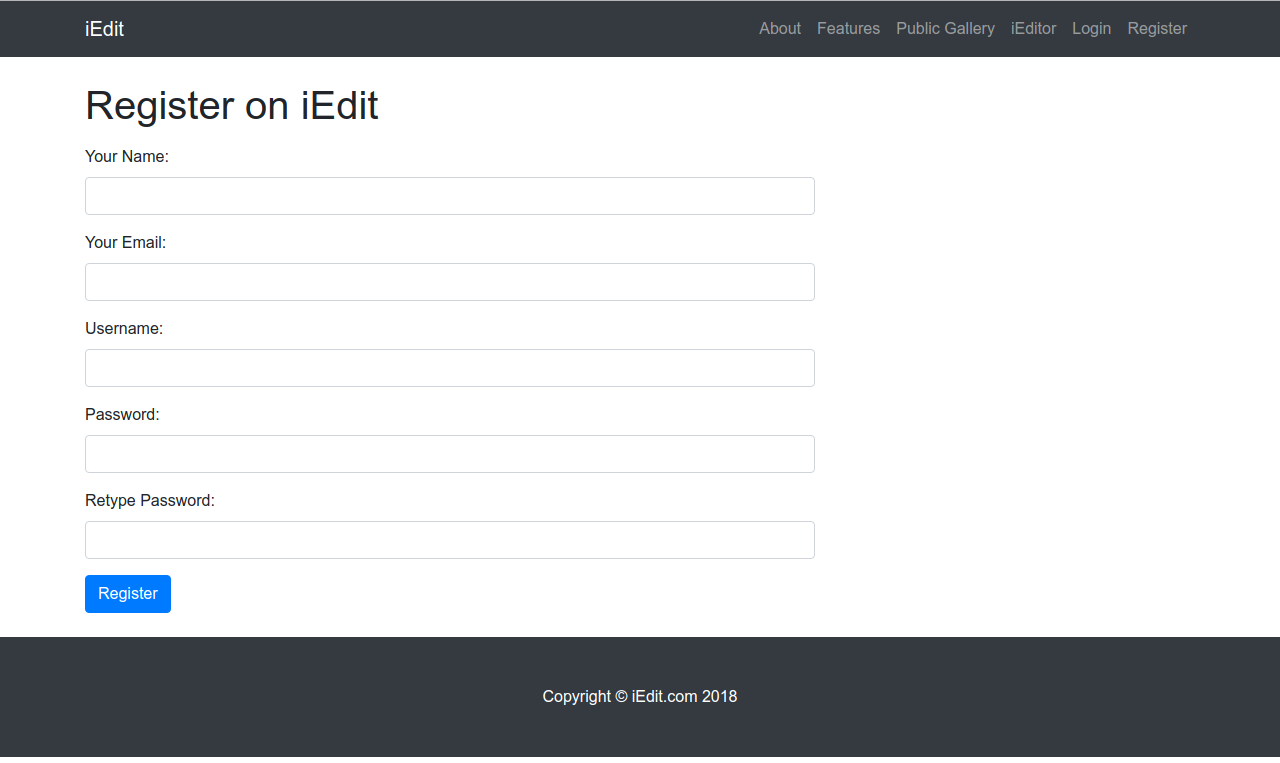 iEdit About Features Public Gallery iEditor Login Register
Register on iEdit
Your Name:
Your Email:
Username:
Password:
Retype Password:
Register
Copyright © iEdit.com 2018